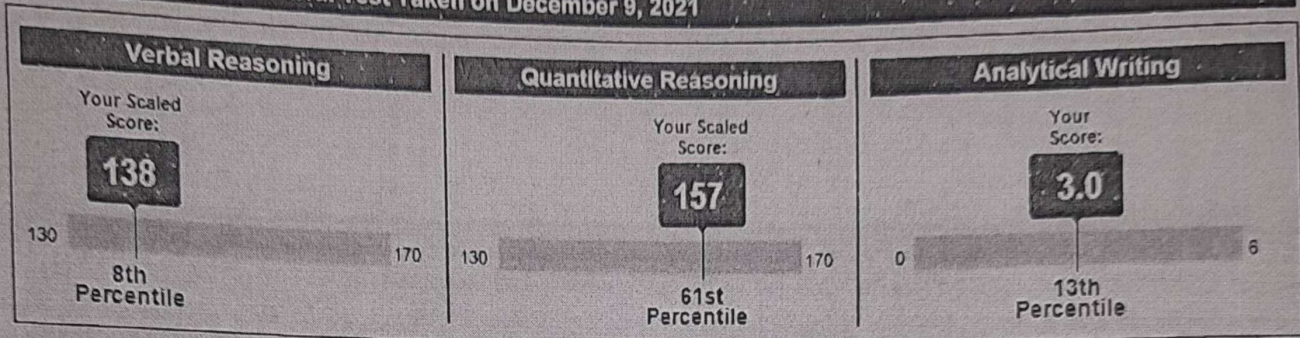 Test Taken on December 9, 2021
Verbal Reasoning
Your Scaled
Score:
138
130
170
8th
Percentile
Quantitative Reasoning
Your Scaled
Score:
157
130
170
61st
Percentile
Analytical Writing
Your
Score:
3.0
0
6
13th
Percentile